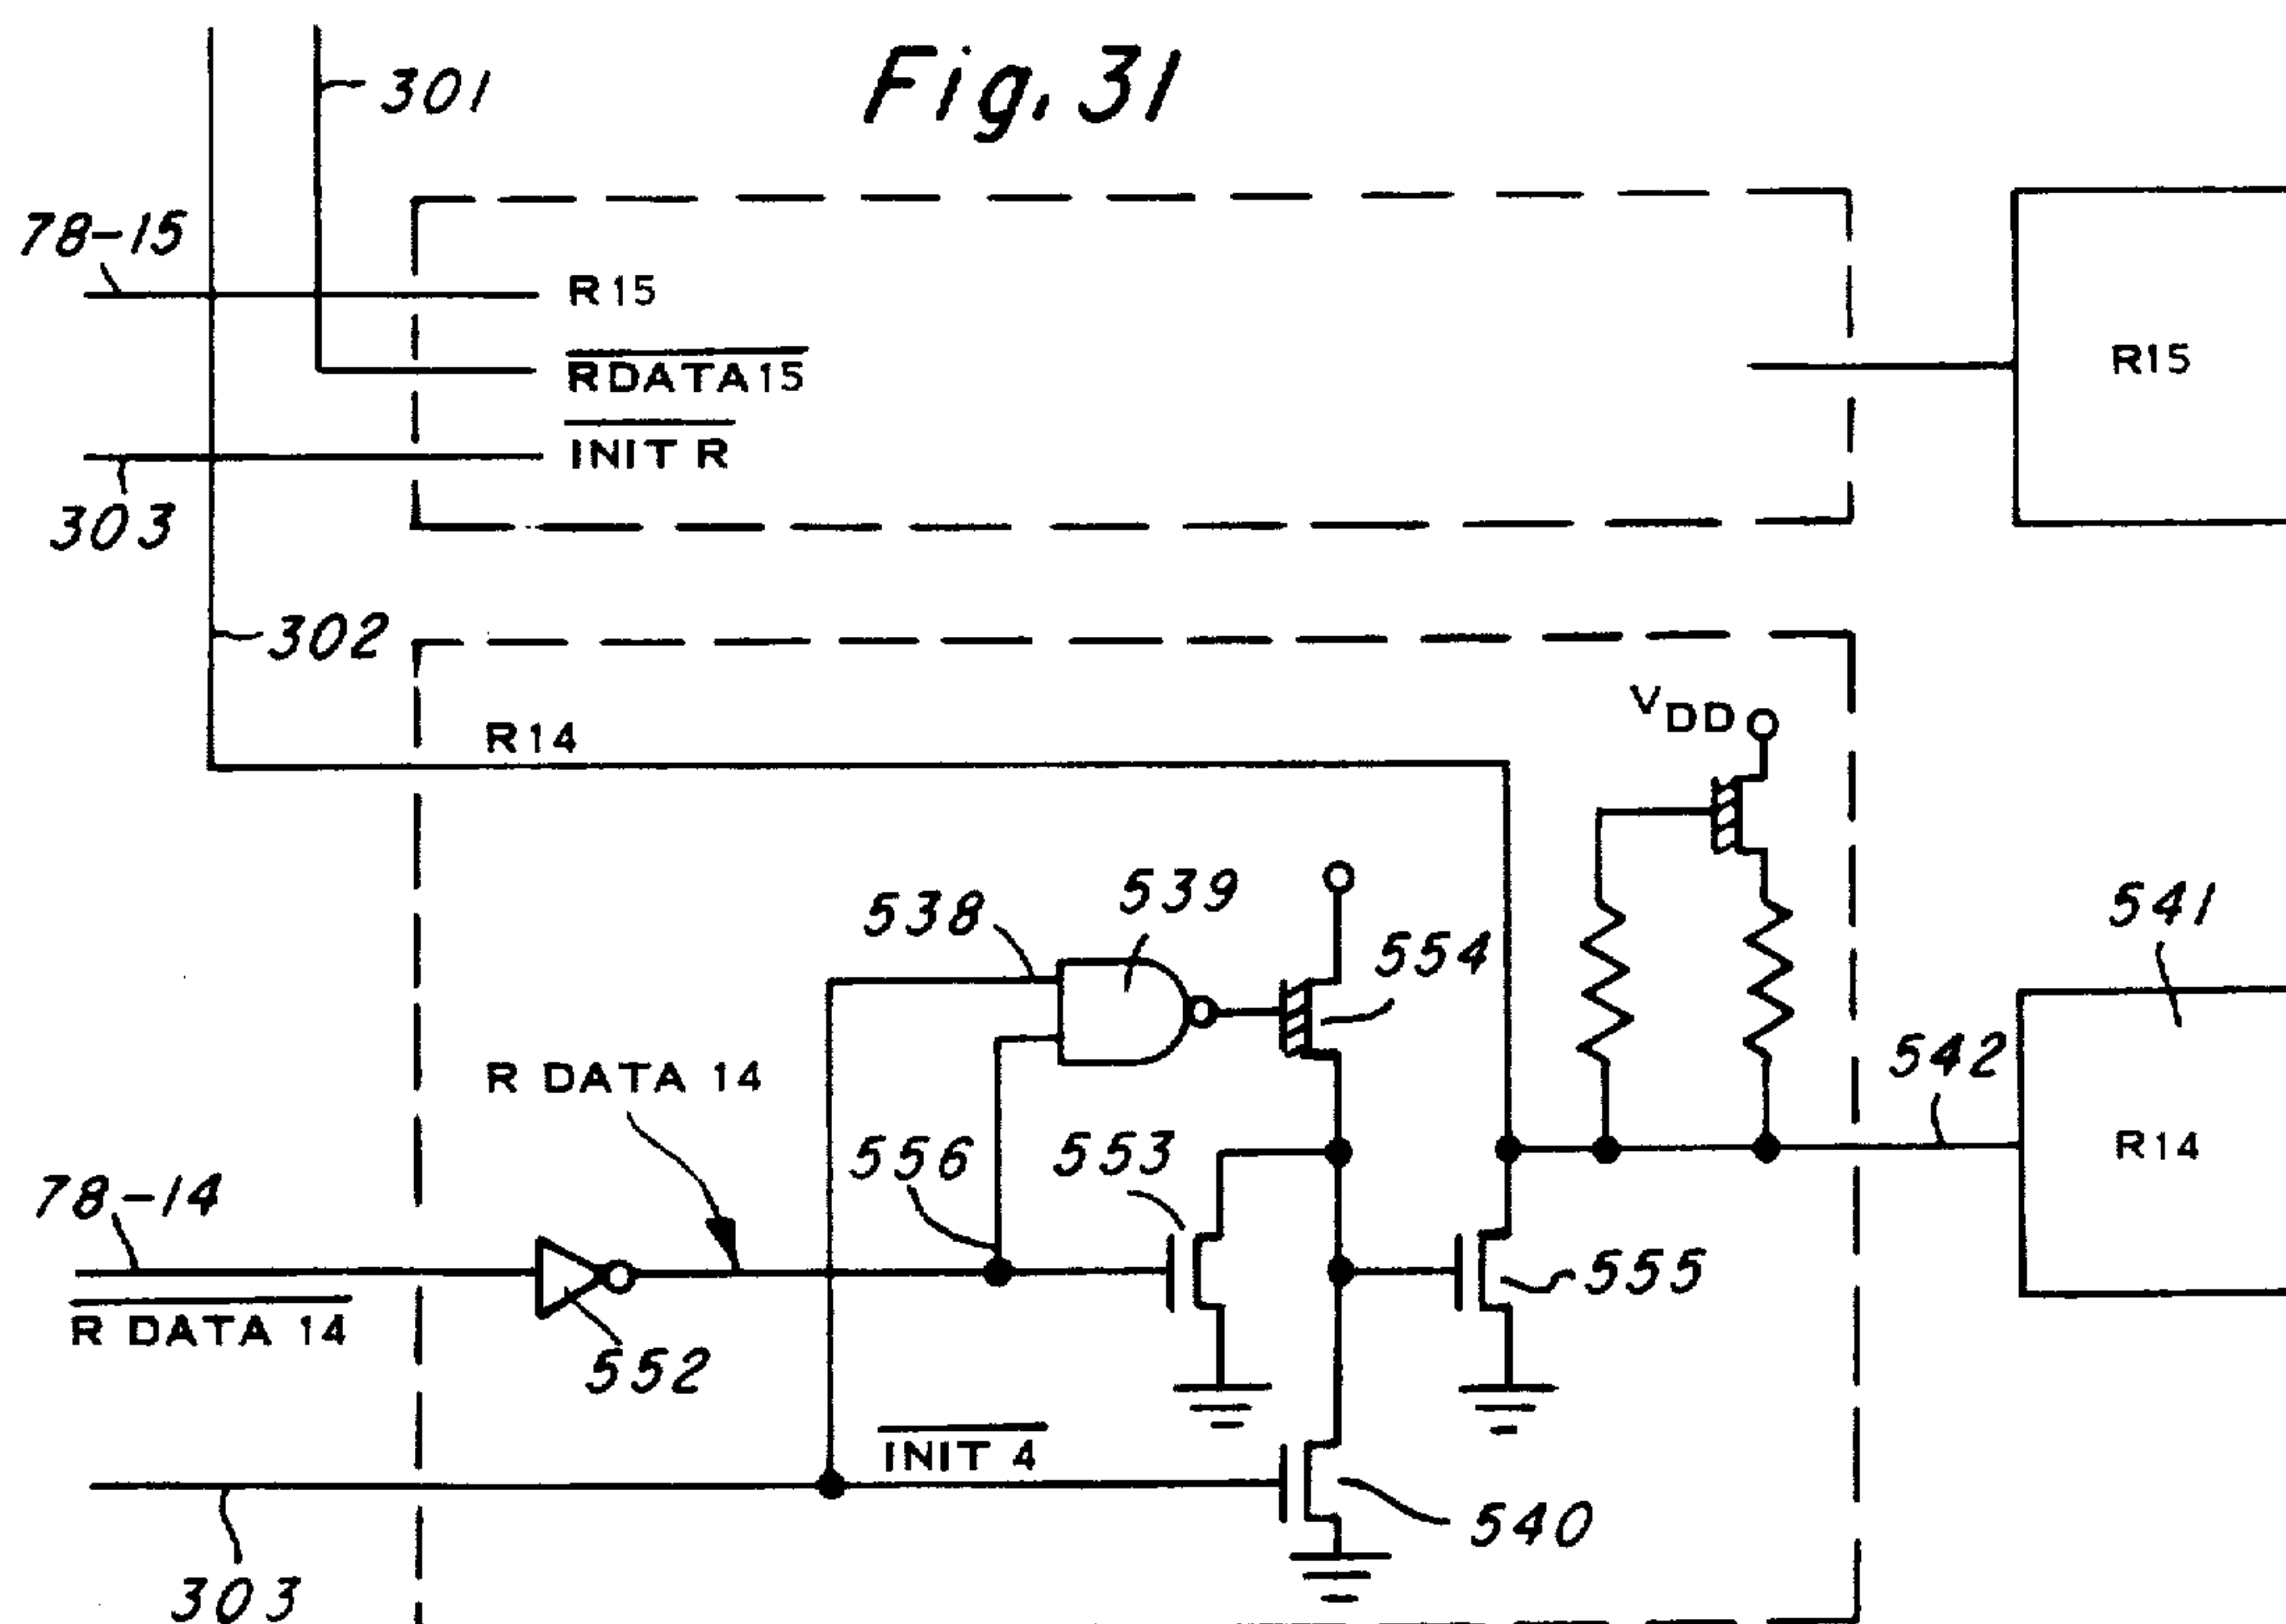 Fig. 31
301
78-15
R15
R15
RDATA15
INIT R
303
302
R14
VDD
538
539
554
541
542
R DATA 14
556
553
R14
78-14
R DATA 14
552
555
INIT 4
540
303